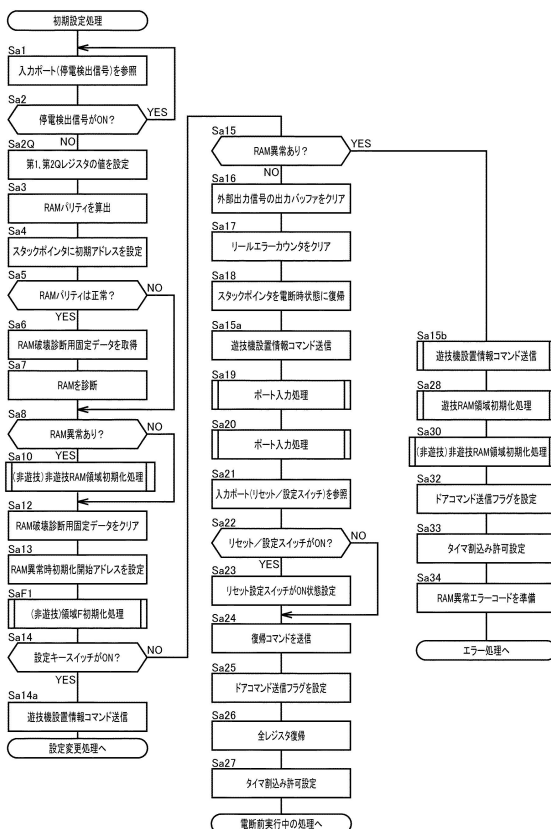 初期設定処理
Sa1
入力ポート(停電検出信号)を参照
Sa2
停電検出信号がON?
YES
NO
Sa2Q
第1、第2Qレジスタの値を設定
Sa3
RAMパリティを算出
Sa4
スタックポインタに初期アドレスを設定
Sa5
RAMパリティは正常?
NO
YES
Sa6
RAM破壊診断用固定データを取得
Sa7
RAMを診断
Sa8
RAM異常あり?
NO
YES
Sa10
(非遊技)非遊技RAM領域初期化処理
Sa12
RAM破壊診断用固定データをクリア
Sa13
RAM異常時初期化開始アドレスを設定
SaF1
(非遊技)領域F初期化処理
Sa14
設定キースイッチがON?
NO
YES
Sa14a
遊技機設置情報コマンド送信
設定変更処理へ
Sa15
RAM異常あり?
YES
NO
Sa16
外部出力信号の出力バッファをクリア
Sa17
リールエラーカウンタをクリア
Sa18
スタックポインタを電断時状態に復帰
Sa15a
遊技機設置情報コマンド送信
Sa19
ポート入力処理
Sa20
ポート入力処理
Sa21
入力ポート(リセット/設定スイッチ)を参照
Sa22
リセット/設定スイッチがON?
NO
YES
Sa23
リセット設定スイッチがON状態設定
Sa24
復帰コマンドを送信
Sa25
ドアコマンド送信フラグを設定
Sa26
全レジスタ復帰
Sa27
タイマ割込み許可設定
電断前実行中の処理へ
Sa15b
遊技機設置情報コマンド送信
Sa28
遊技RAM領域初期化処理
Sa30
(非遊技)非遊技RAM領域初期化処理
Sa32
ドアコマンド送信フラグを設定
Sa33
タイマ割込み許可設定
Sa34
RAM異常エラーコードを準備
エラー処理へ